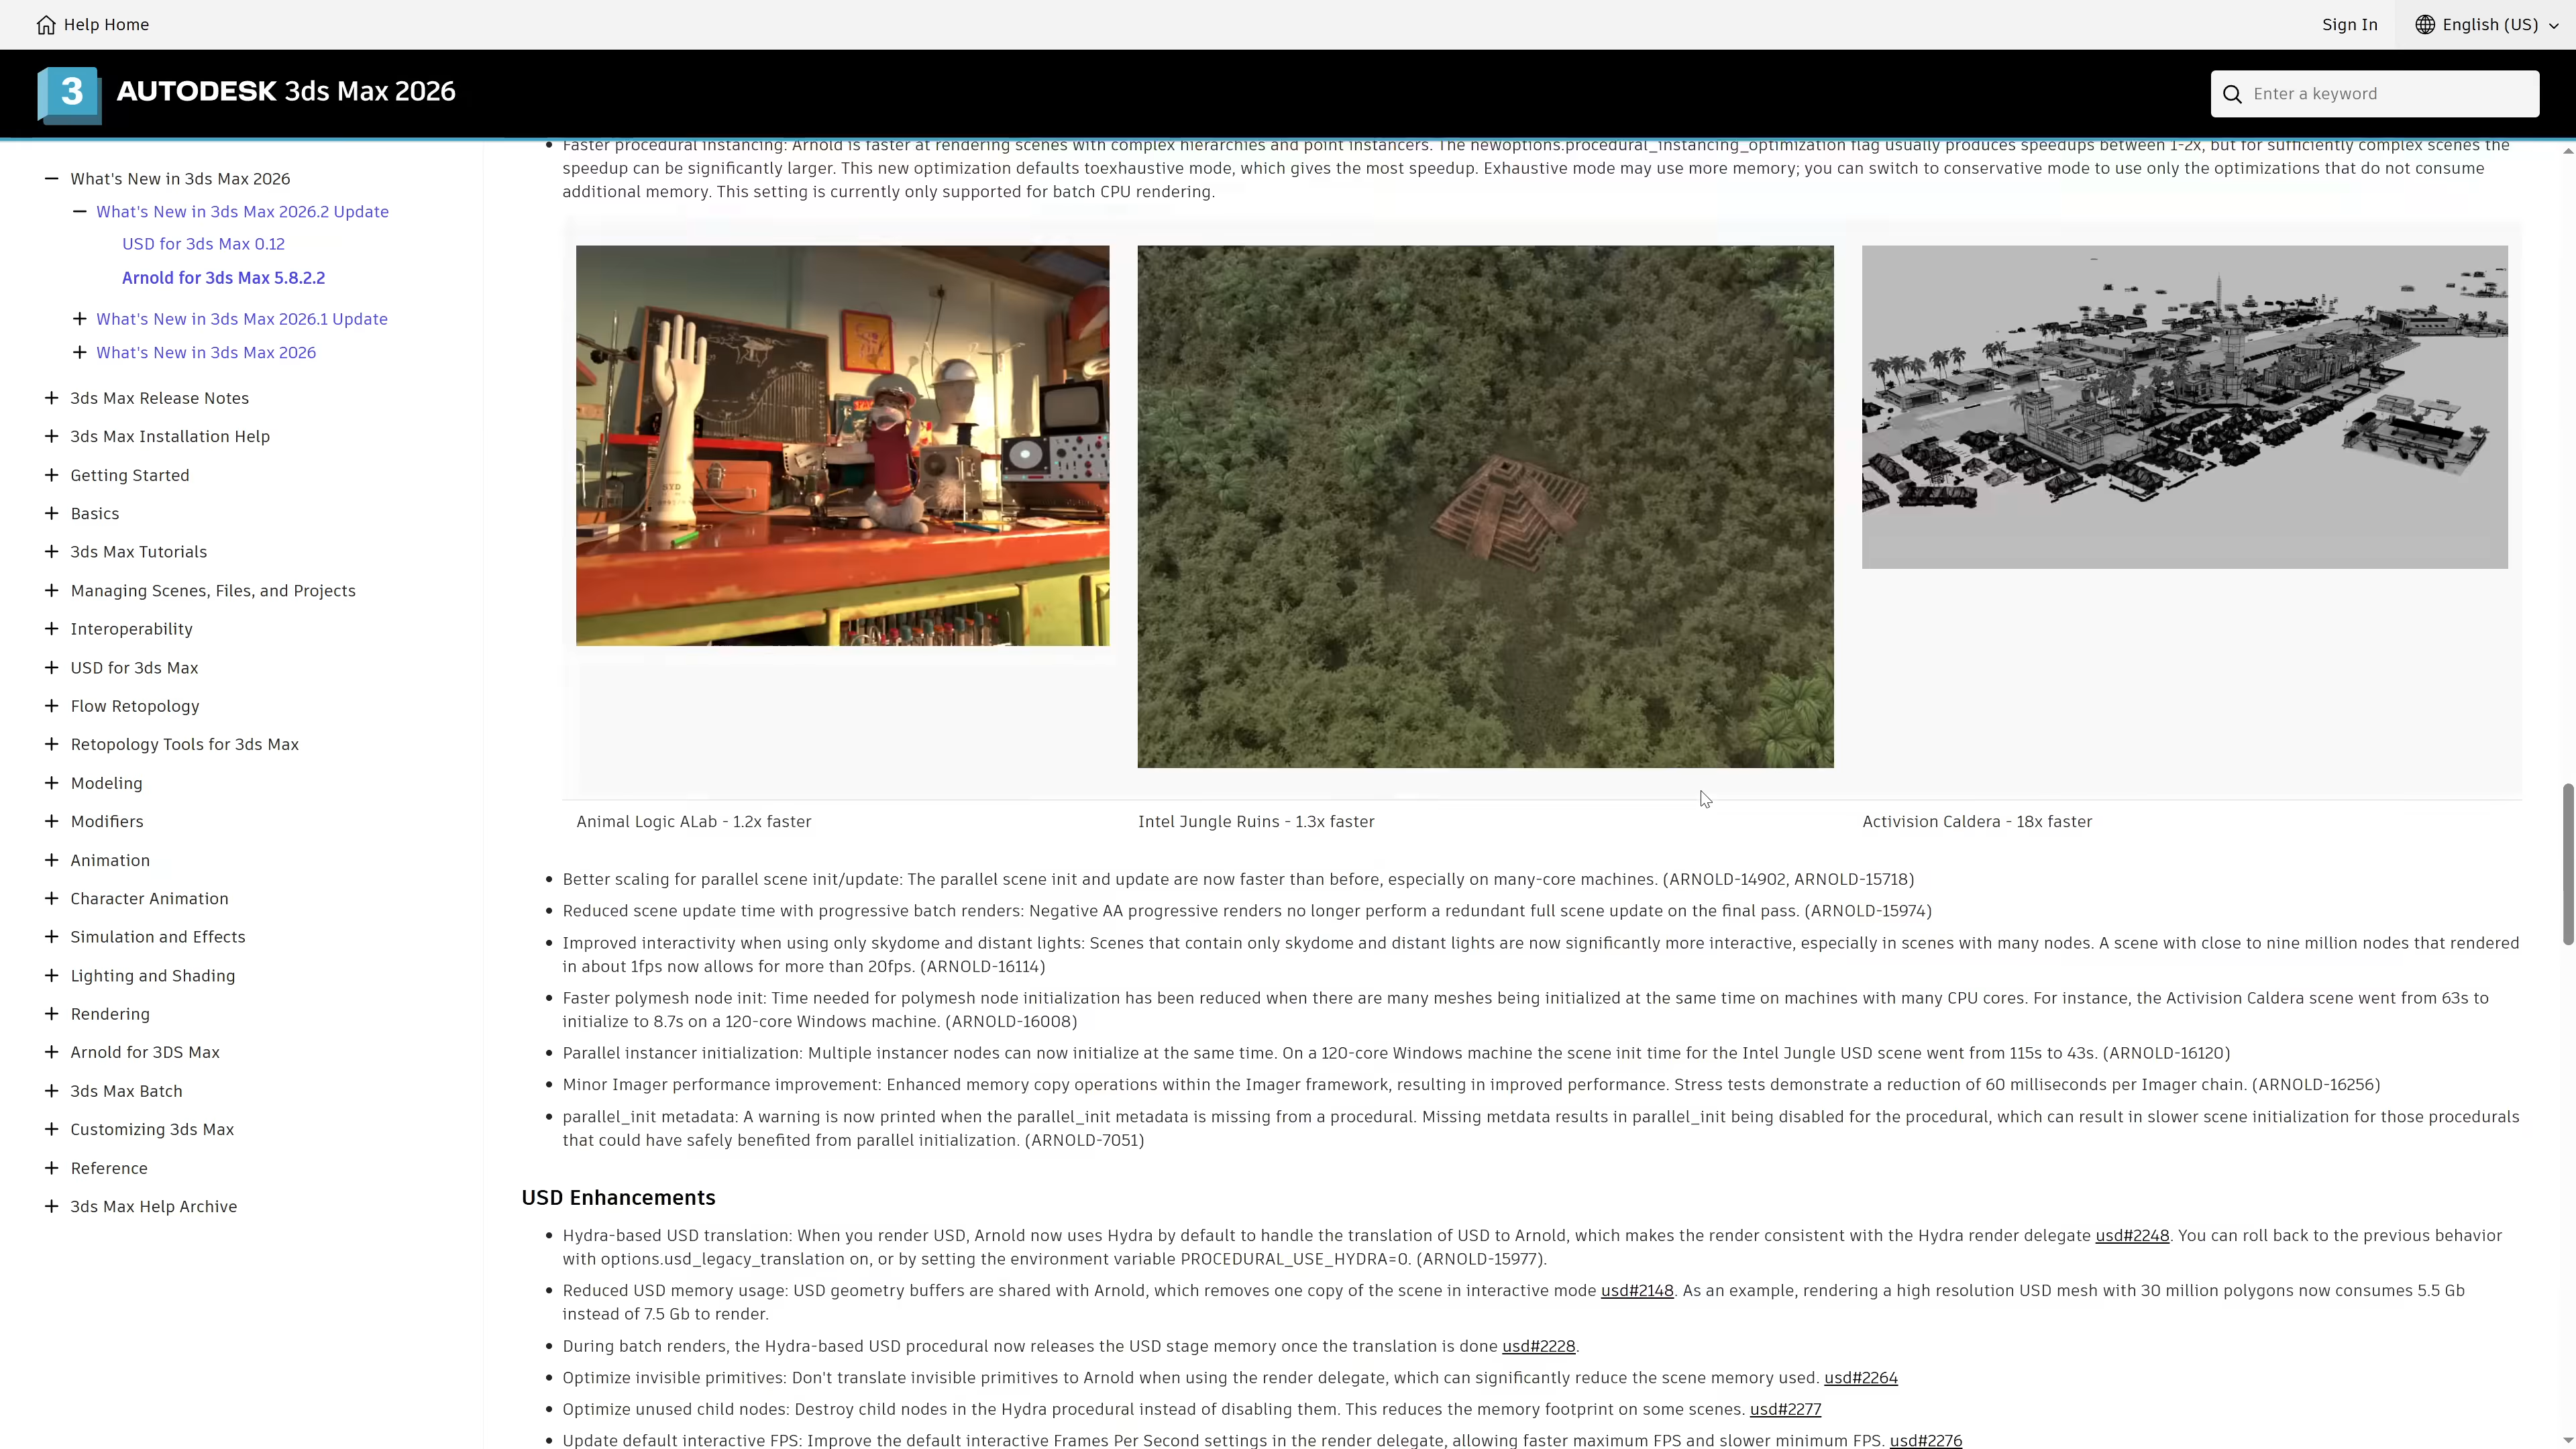 Help Home
Sign In
English (US)
3
AUTODESK 3ds Max 2026
Enter a keyword
What's New in 3ds Max 2026
What's New in 3ds Max 2026.2 Update
USD for 3ds Max 0.12
Arnold for 3ds Max 5.8.2.2
What's New in 3ds Max 2026.1 Update
What's New in 3ds Max 2026
3ds Max Release Notes
3ds Max Installation Help
Getting Started
Basics
3ds Max Tutorials
Managing Scenes, Files, and Projects
Interoperability
USD for 3ds Max
Flow Retopology
Retopology Tools for 3ds Max
Modeling
Modifiers
Animation
Character Animation
Simulation and Effects
Lighting and Shading
Rendering
Arnold for 3DS Max
3ds Max Batch
Customizing 3ds Max
Reference
3ds Max Help Archive
Faster procedural instancing: Arnold is faster at rendering scenes with complex hierarchies and point instancers. The newoptions.procedural_instancing_optimization flag usually produces speedups between 1-2x, but for sufficiently complex scenes the
speedup can be significantly larger. This new optimization defaults toexhaustive mode, which gives the most speedup. Exhaustive mode may use more memory; you can switch to conservative mode to use only the optimizations that do not consume
additional memory. This setting is currently only supported for batch CPU rendering.
Animal Logic ALab - 1.2x faster
Intel Jungle Ruins - 1.3x faster
Activision Caldera - 18x faster
Better scaling for parallel scene init/update: The parallel scene init and update are now faster than before, especially on many-core machines. (ARNOLD-14902, ARNOLD-15718)
Reduced scene update time with progressive batch renders: Negative AA progressive renders no longer perform a redundant full scene update on the final pass. (ARNOLD-15974)
Improved interactivity when using only skydome and distant lights: Scenes that contain only skydome and distant lights are now significantly more interactive, especially in scenes with many nodes. A scene with close to nine million nodes that rendered
in about 1fps now allows for more than 20fps. (ARNOLD-16114)
Faster polymesh node init: Time needed for polymesh node initialization has been reduced when there are many meshes being initialized at the same time on machines with many CPU cores. For instance, the Activision Caldera scene went from 63s to
initialize to 8.7s on a 120-core Windows machine. (ARNOLD-16008)
Parallel instancer initialization: Multiple instancer nodes can now initialize at the same time. On a 120-core Windows machine the scene init time for the Intel Jungle USD scene went from 115s to 43s. (ARNOLD-16120)
Minor Imager performance improvement: Enhanced memory copy operations within the Imager framework, resulting in improved performance. Stress tests demonstrate a reduction of 60 milliseconds per Imager chain. (ARNOLD-16256)
parallel_init metadata: A warning is now printed when the parallel_init metadata is missing from a procedural. Missing metdata results in parallel_init being disabled for the procedural, which can result in slower scene initialization for those procedurals
that could have safely benefited from parallel initialization. (ARNOLD-7051)
USD Enhancements
Hydra-based USD translation: When you render USD, Arnold now uses Hydra by default to handle the translation of USD to Arnold, which makes the render consistent with the Hydra render delegate usd#2248. You can roll back to the previous behavior
with options.usd_legacy_translation on, or by setting the environment variable PROCEDURAL_USE_HYDRA=0. (ARNOLD-15977).
Reduced USD memory usage: USD geometry buffers are shared with Arnold, which removes one copy of the scene in interactive mode usd#2148. As an example, rendering a high resolution USD mesh with 30 million polygons now consumes 5.5 Gb
instead of 7.5 Gb to render.
During batch renders, the Hydra-based USD procedural now releases the USD stage memory once the translation is done usd#2228.
Optimize invisible primitives: Don't translate invisible primitives to Arnold when using the render delegate, which can significantly reduce the scene memory used. usd#2264
Optimize unused child nodes: Destroy child nodes in the Hydra procedural instead of disabling them. This reduces the memory footprint on some scenes. usd#2277
Update default interactive FPS: Improve the default interactive Frames Per Second settings in the render delegate, allowing faster maximum FPS and slower minimum FPS. usd#2276